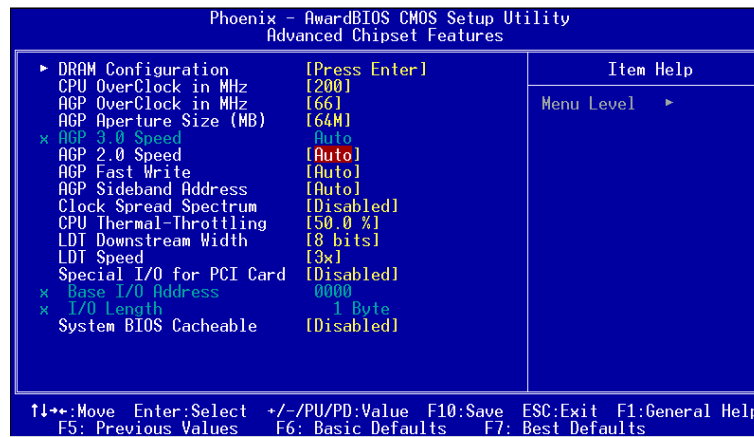 Phoenix - AwardBIOS CMOS Setup Utility
Advanced Chipset Features
► DRAM Configuration [Press Enter] Item Help
CPU OverClock in MHz [200]
AGP OverClock in MHz [66] Menu Level ►
AGP Aperture Size (MB) [64M]
x AGP 3.0 Speed Auto
AGP 2.0 Speed [Auto]
AGP Fast Write [Auto]
AGP Sideband Address [Auto]
Clock Spread Spectrum [Disabled]
CPU Thermal-Throttling [50.0 %]
LDT Downstream Width [8 bits]
LDT Speed [3x]
Special I/O for PCI Card [Disabled]
x Base I/O Address 0000
x I/O Length 1 Byte
System BIOS Cacheable [Disabled]
↑↓→←:Move Enter:Select +/-/PU/PD:Value F10:Save ESC:Exit F1:General Help
F5: Previous Values F6: Basic Defaults F7: Best Defaults